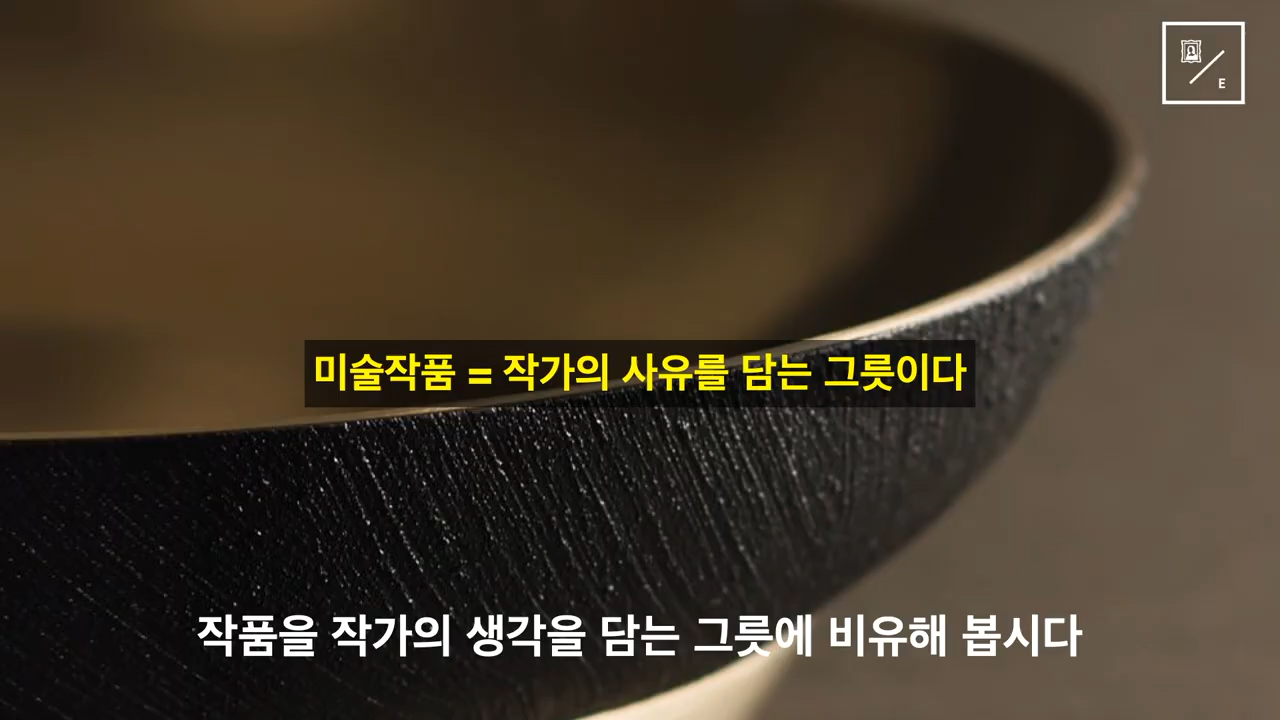 E
미술작품 = 작가의 사유를 담는 그릇이다
작품을 작가의 생각을 담는 그릇에 비유해 봅시다